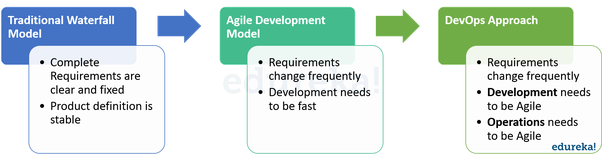 Traditional Waterfall
Model
• Complete
Requirements are
clear and fixed
• Product definition is
stable
Agile Development
Model
• Requirements
change frequently
• Development needs
to be fast
DevOps Approach
• Requirements
change frequently
• Development needs
to be Agile
• Operations needs
to be Agile
edureka!
edureka!